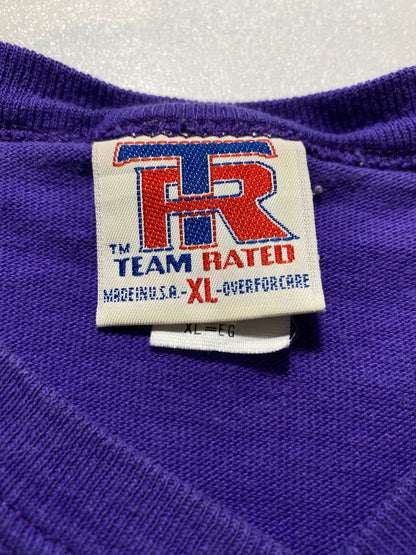 TR
™ TEAM RATED
MADE IN U.S.A.-XL-OVER FOR CARE
XL-EG